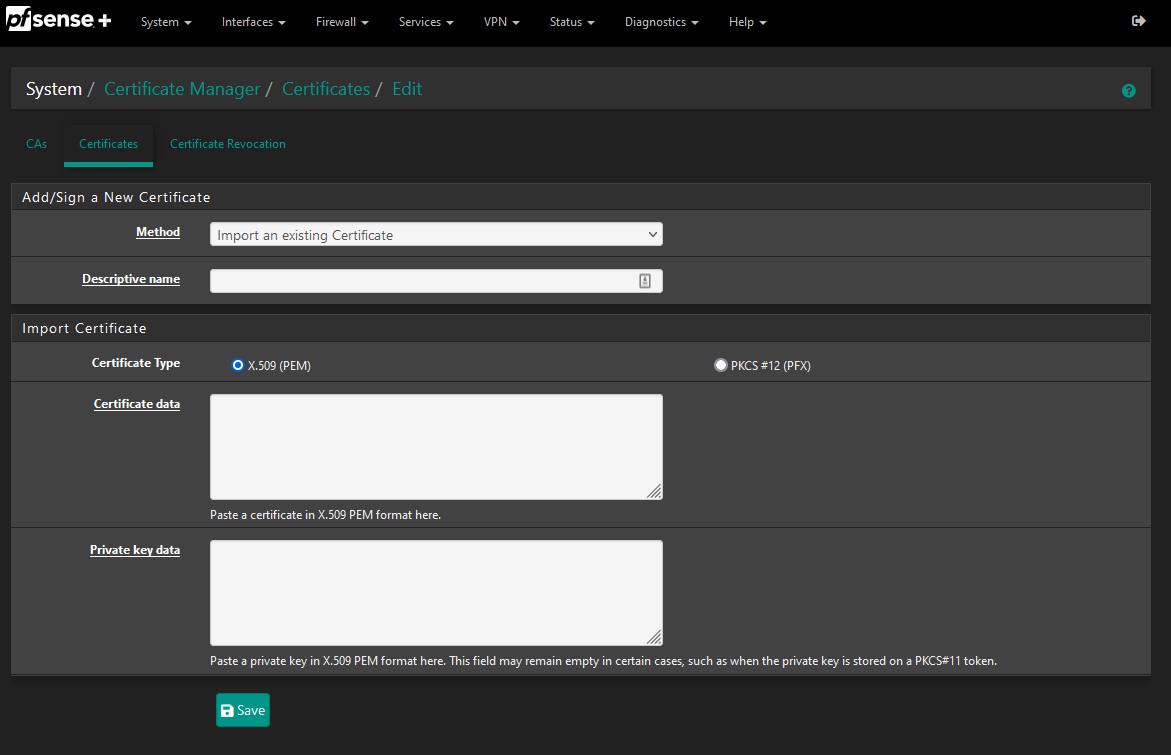 pfsense+ System Interfaces Firewall Services VPN Status Diagnostics Help
System / Certificate Manager / Certificates / Edit
CAs Certificates Certificate Revocation
Add/Sign a New Certificate
Method Import an existing Certificate
Descriptive name
Import Certificate
Certificate Type X.509 (PEM) PKCS #12 (PFX)
Certificate data
Paste a certificate in X.509 PEM format here.
Private key data
Paste a private key in X.509 PEM format here. This field may remain empty in certain cases, such as when the private key is stored on a PKCS#11 token.
Save